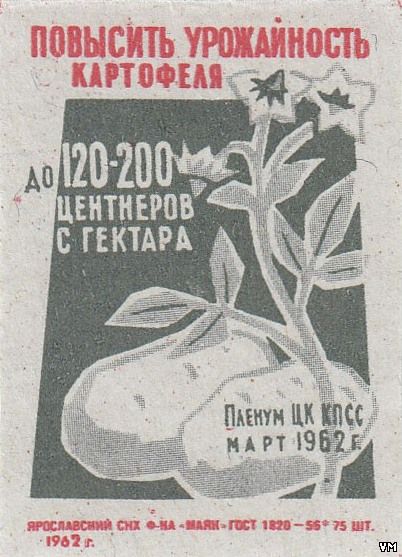 ПОВЫСИТЬ УРОЖАЙНОСТЬ
КАРТОФЕЛЯ
ДО 120-200
ЦЕНТНЕРОВ
С ГЕКТАРА
ПЛЕНУМ ЦК КПСС
МАРТ 1962 г.
ЯРОСЛАВСКИЙ СНХ Ф-КА «МАЯК» ГОСТ 1820-56* 75 ШТ.
1962 г.
YM